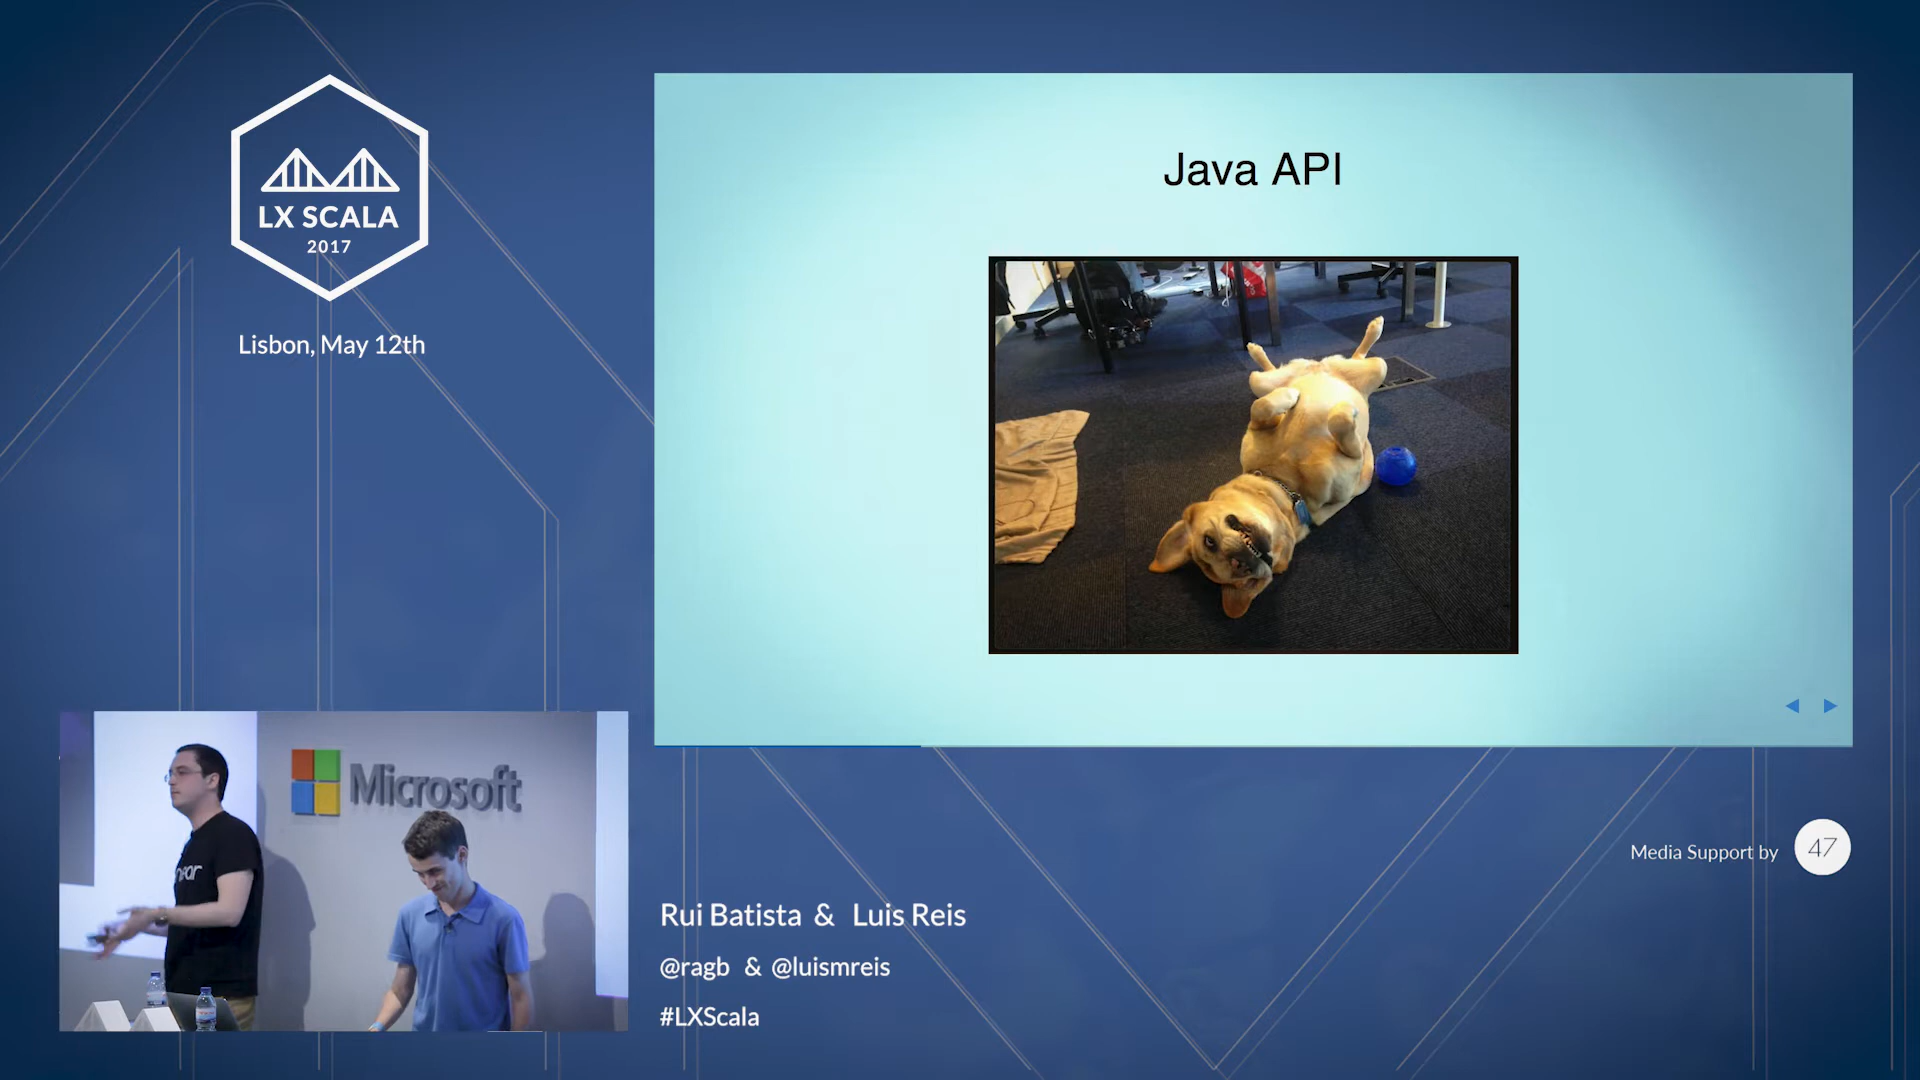 LX SCALA
2017
Lisbon, May 12th
Java API
Microsoft
Rui Batista & Luis Reis
@ragb & @luismreis
#LXScala
Media Support by
47